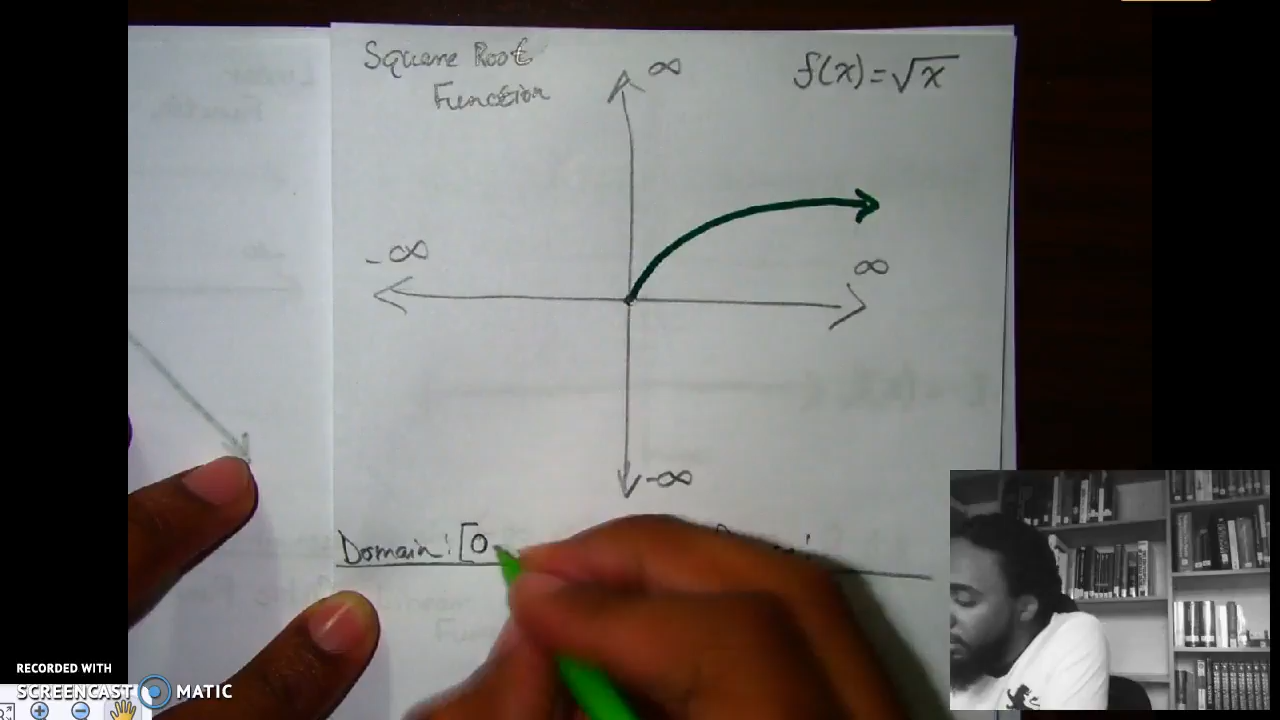 Square Root
Function
f(x) = √x
∞
-∞
∞
-∞
Domain: [0
RECORDED WITH
SCREENCAST MATIC